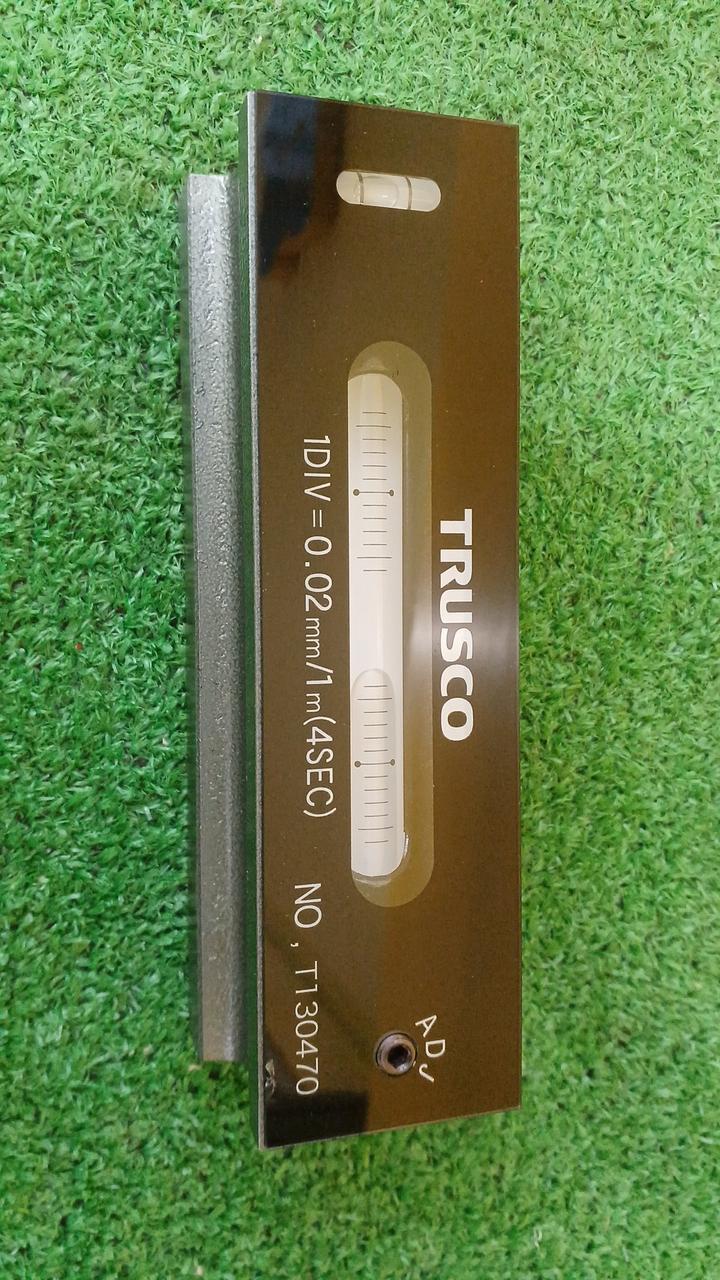 TRUSCO
1DIV = 0.02mm/1m(4SEC)
NO, T130470
ADJ